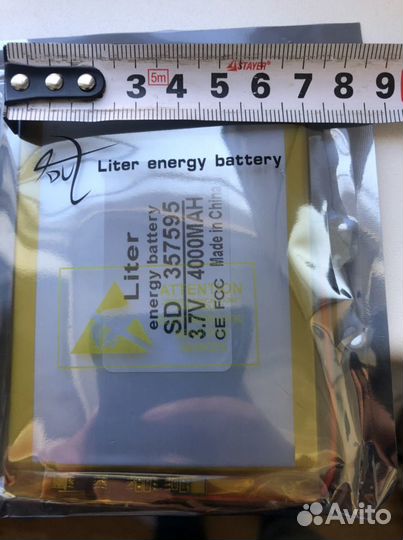 3 5m 4 5 6 7 8 9
STAYER
Liter energy battery
Liter
energy battery
SD 357595
3.7V 4000MAH
CE FCC Made in China
ATTENTION
Avito